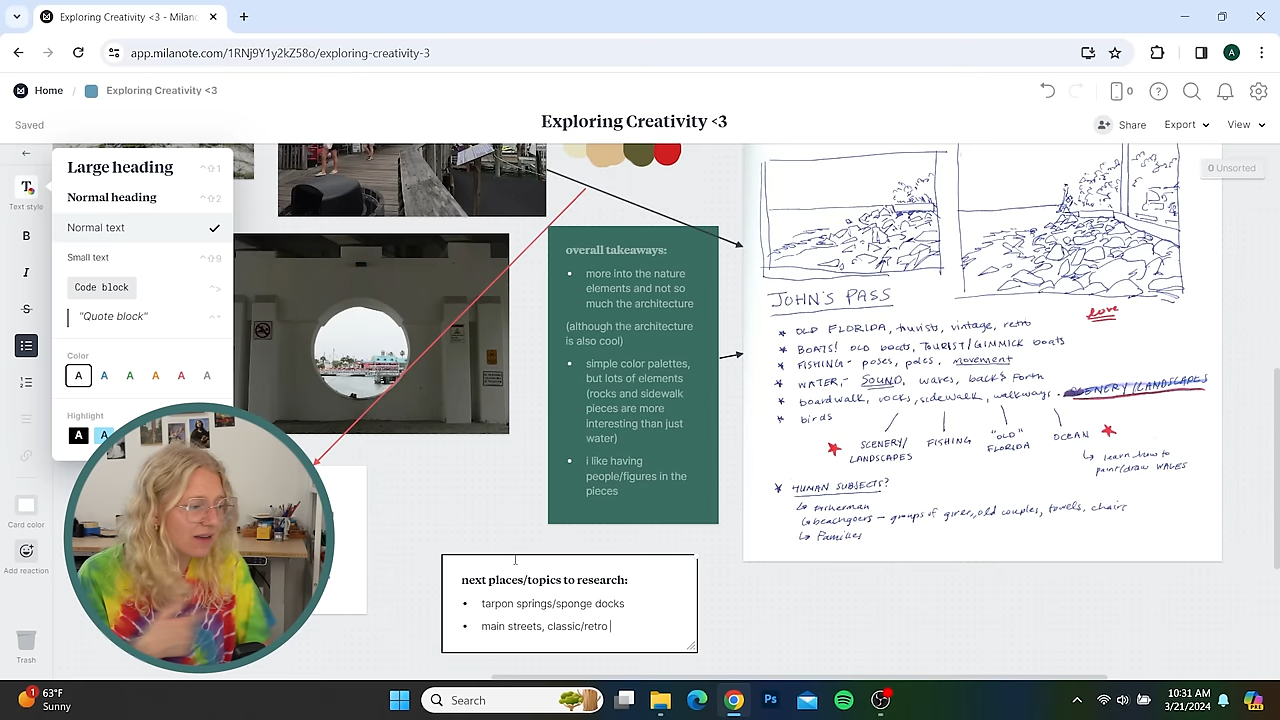 Exploring Creativity <3 - Milano
app.milanote.com/1RNj9Y1y2kZ58o/exploring-creativity-3
A
Home / Exploring Creativity <3
0
Saved
Exploring Creativity <3
Share
Export
View
0 Unsorted
Large heading
Normal heading
Normal text
Small text
Code block
"Quote block"
Color
A A A A A A
Highlight
A A
Text style
B
I
S
Card color
Add reaction
Trash
overall takeaways:
• more into the nature
elements and not so
much the architecture
(although the architecture
is also cool)
• simple color palettes,
but lots of elements
(rocks and sidewalk
pieces are more
interesting than just
water)
• i like having
people/figures in the
pieces
JOHN'S PASS
love
* OLD FLORIDA, tourist, vintage, retro
* BOATS! OLD boats, TOURIST/GIMMICK boats
* FISHING - poses, poles, movement
* WATER, - SOUND, waves, back & forth
* boardwalk, rocks, sidewalk, walkways. SCENERY/LANDSCAPES
* birds
SCENERY/
LANDSCAPES
FISHING
"OLD"
FLORIDA
OCEAN
↳ learn how to
paint/draw WAVES
* HUMAN SUBJECTS?
↳ fisherman
↳ beachgoers - groups of girls, old couples, towels, chairs
↳ families
next places/topics to research:
• tarpon springs/sponge docks
• main streets, classic/retro
1
63°F
Sunny
Search
Ps
10:31 AM
3/21/2024